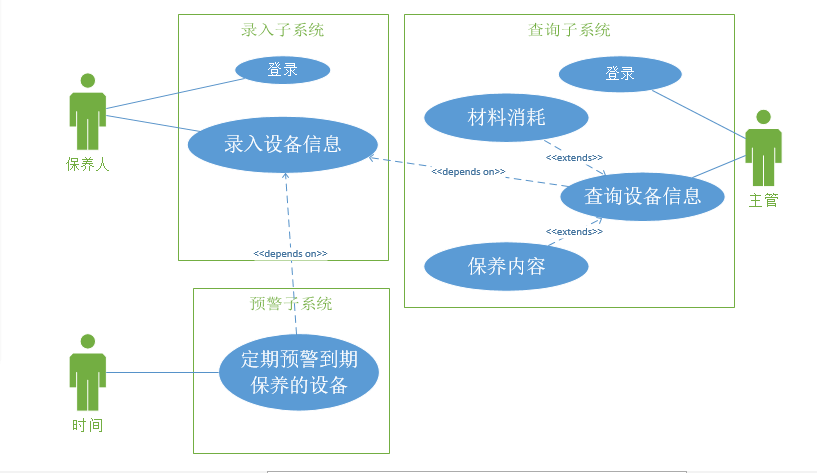 录入子系统
登录
录入设备信息
保养人
查询子系统
登录
材料消耗
<<extends>>
<<depends on>>
查询设备信息
主管
<<extends>>
保养内容
<<depends on>>
预警子系统
定期预警到期
保养的设备
时间